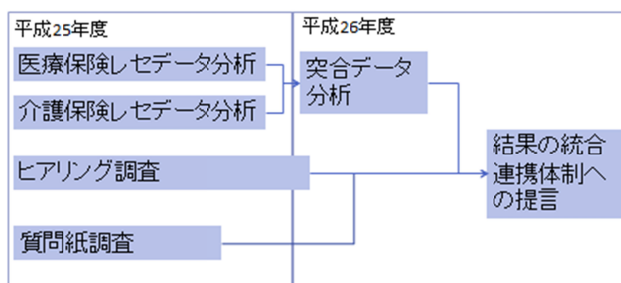 平成25年度
医療保険レセデータ分析
介護保険レセデータ分析
ヒアリング調査
質問紙調査
平成26年度
突合データ
分析
結果の統合
連携体制へ
の提言